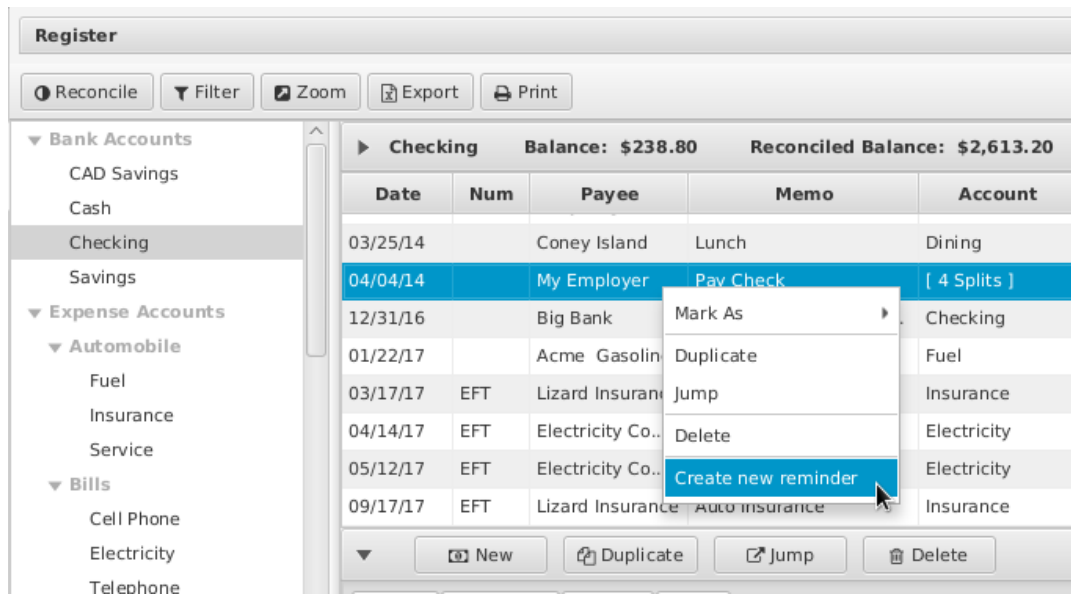 Register
Reconcile Filter Zoom Export Print
Bank Accounts
CAD Savings
Cash
Checking
Savings
Expense Accounts
Automobile
Fuel
Insurance
Service
Bills
Cell Phone
Electricity
Telephone
Checking Balance: $238.80 Reconciled Balance: $2,613.20
Date Num Payee Memo Account
03/25/14 Coney Island Lunch Dining
04/04/14 My Employer Pay Check [ 4 Splits ]
12/31/16 Big Bank . Checking
01/22/17 Acme Gasolin Fuel
03/17/17 EFT Lizard Insuran Insurance
04/14/17 EFT Electricity Co.. Electricity
05/12/17 EFT Electricity Co.. Electricity
09/17/17 EFT Lizard Insurance Auto Insurance Insurance
Mark As
Duplicate
Jump
Delete
Create new reminder
New Duplicate Jump Delete